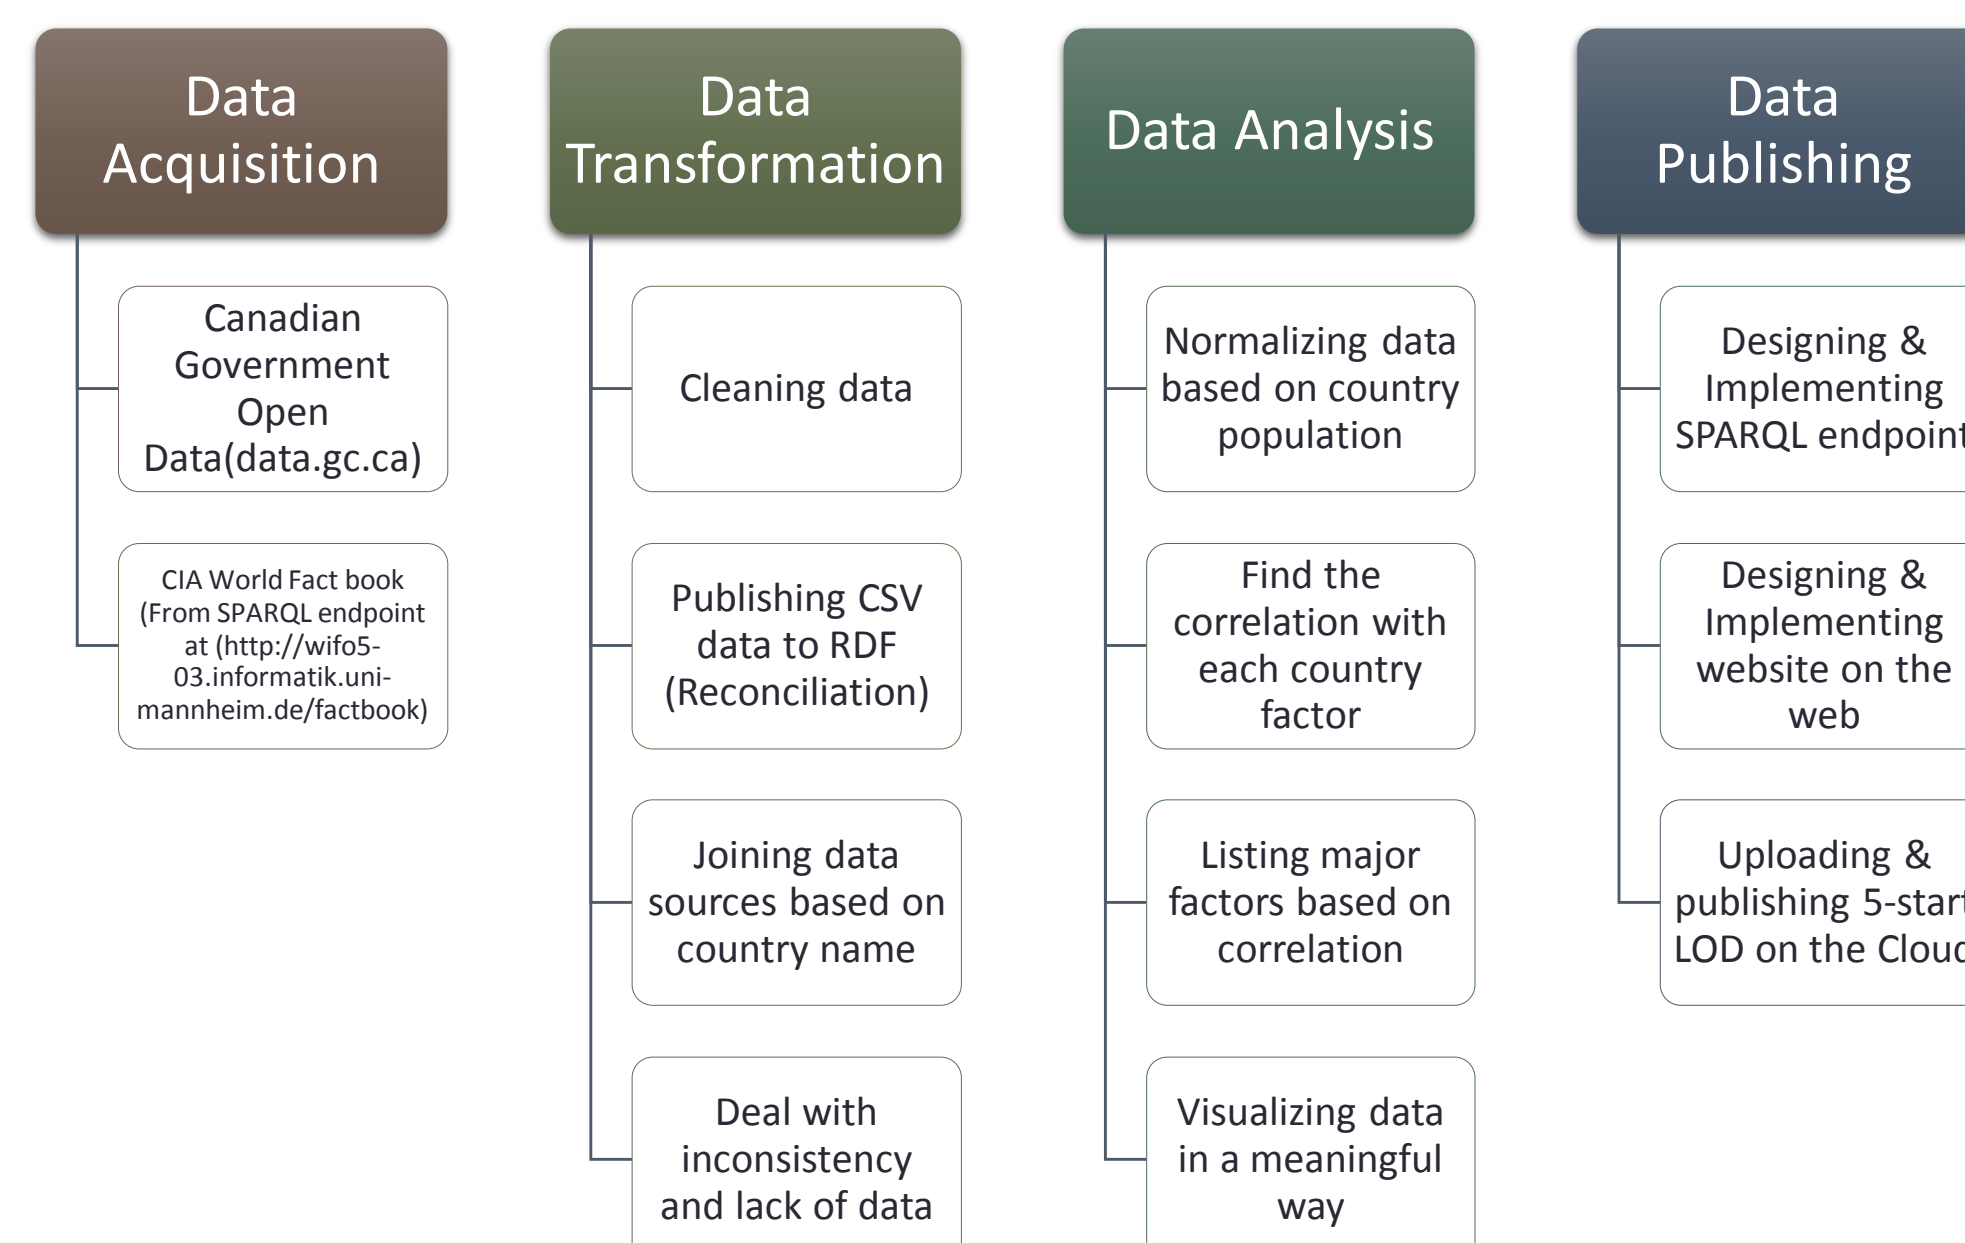 Data
Acquisition
Canadian
Government
Open
Data(data.gc.ca)
CIA World Fact book
(From SPARQL endpoint
at (http://wifo5-
03.informatik.uni-
mannheim.de/factbook)
Data
Transformation
Cleaning data
Publishing CSV
data to RDF
(Reconciliation)
Joining data
sources based on
country name
Deal with
inconsistency
and lack of data
Data Analysis
Normalizing data
based on country
population
Find the
correlation with
each country
factor
Listing major
factors based on
correlation
Visualizing data
in a meaningful
way
Data
Publishing
Designing &
Implementing
SPARQL endpoint
Designing &
Implementing
website on the
web
Uploading &
publishing 5-start
LOD on the Cloud